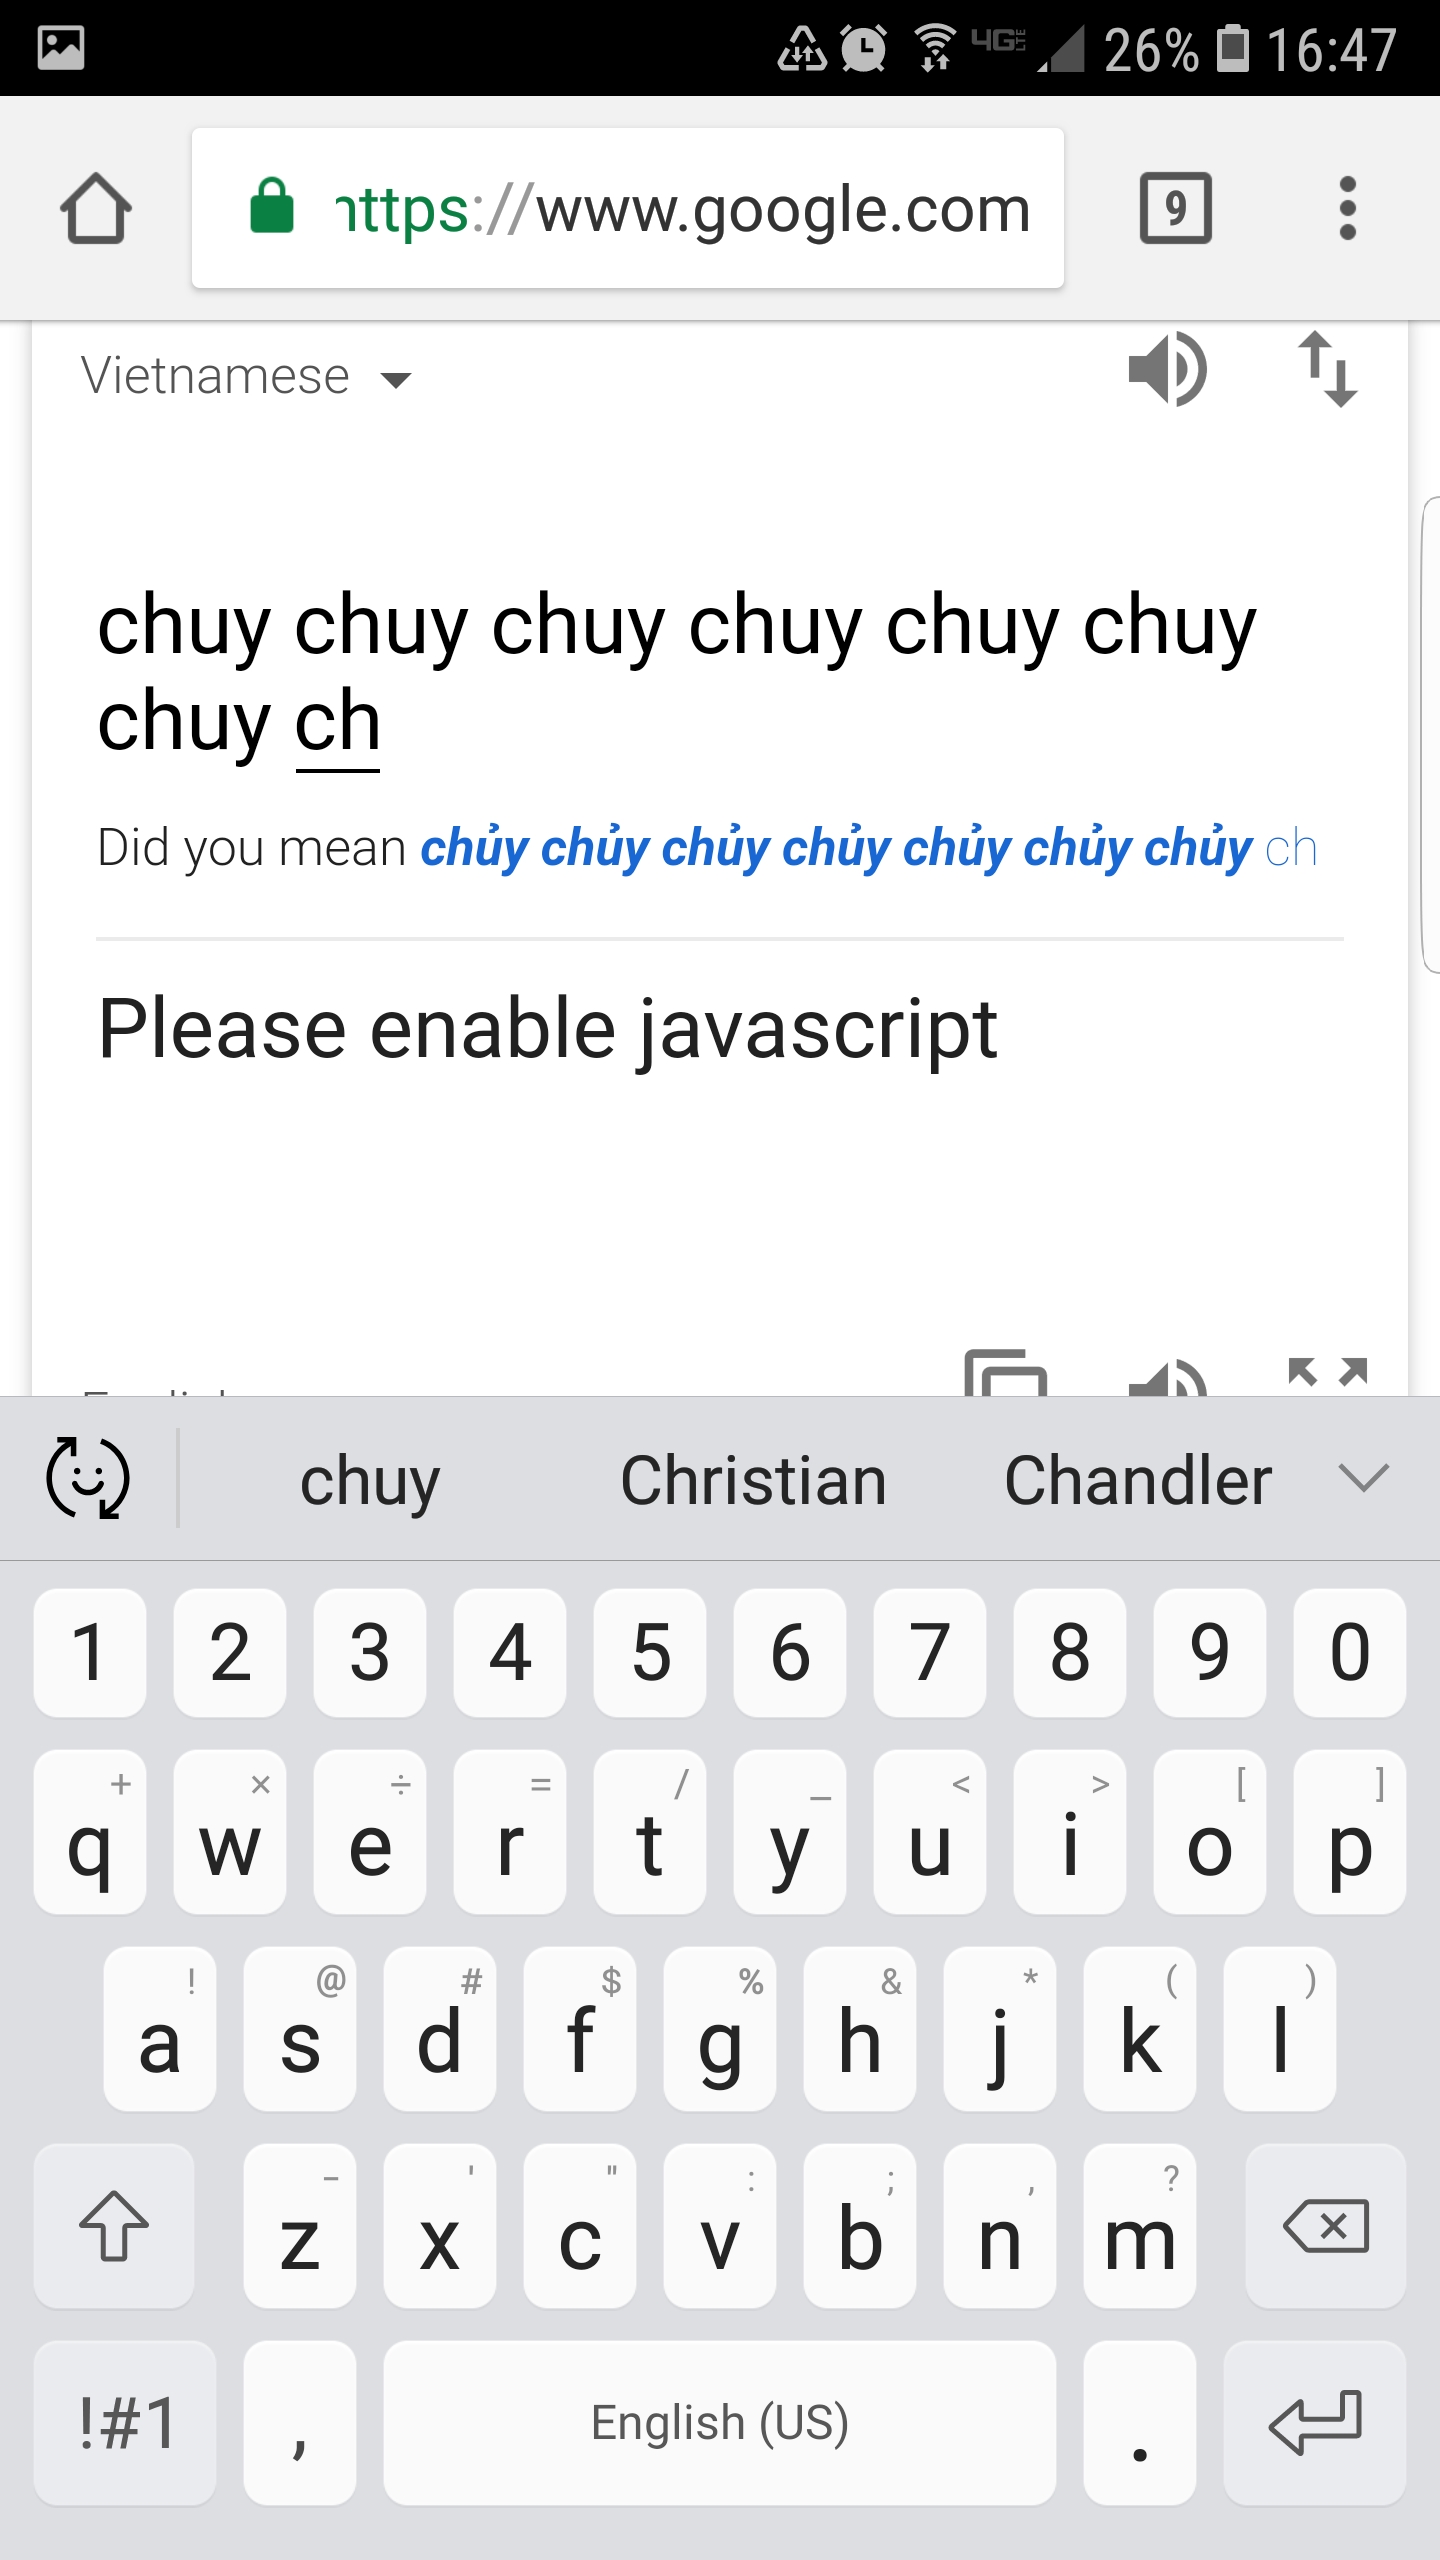 4G LTE 26% 16:47
https://www.google.com 9
Vietnamese
chuy chuy chuy chuy chuy chuy
chuy ch
Did you mean chủy chủy chủy chủy chủy chủy chủy ch
Please enable javascript
chuy Christian Chandler
1 2 3 4 5 6 7 8 9 0
+ × ÷ = / _ < > [ ]
q w e r t y u i o p
! @ # $ % & * ( )
a s d f g h j k l
- ' " : ; , ?
z x c v b n m
!#1 , English (US) .